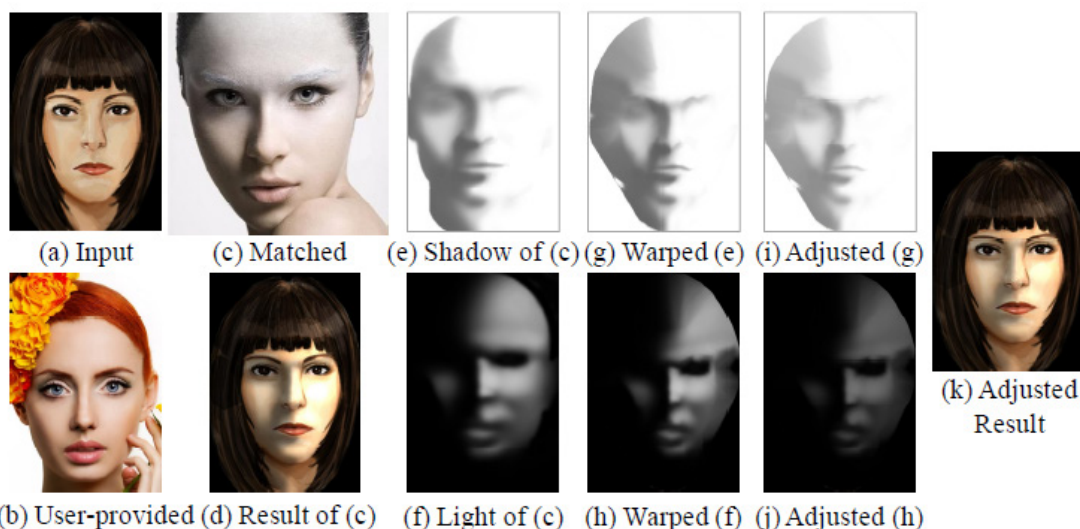 (a) Input
(c) Matched
(e) Shadow of (c)
(g) Warped (e)
(i) Adjusted (g)
(k) Adjusted
Result
(b) User-provided
(d) Result of (c)
(f) Light of (c)
(h) Warped (f)
(j) Adjusted (h)